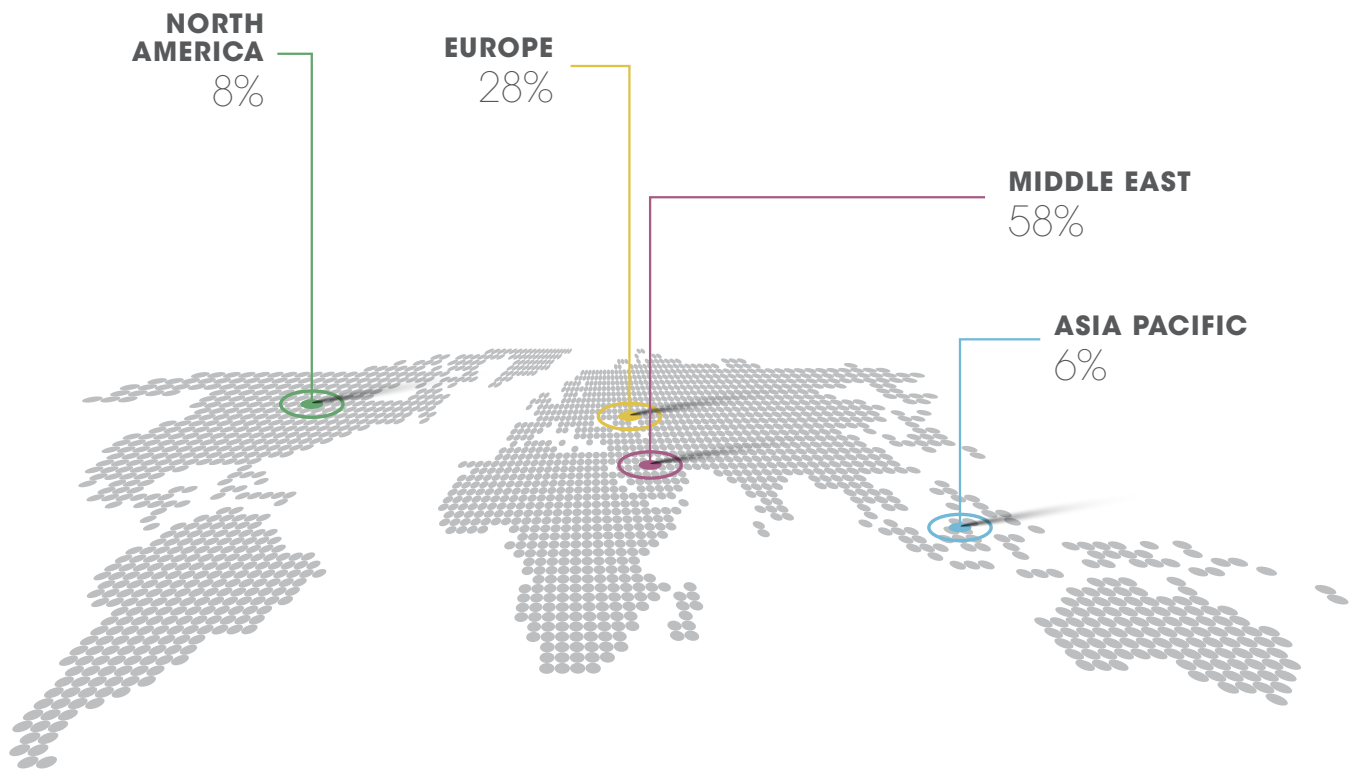 NORTH
AMERICA
8%
EUROPE
28%
MIDDLE EAST
58%
ASIA PACIFIC
6%